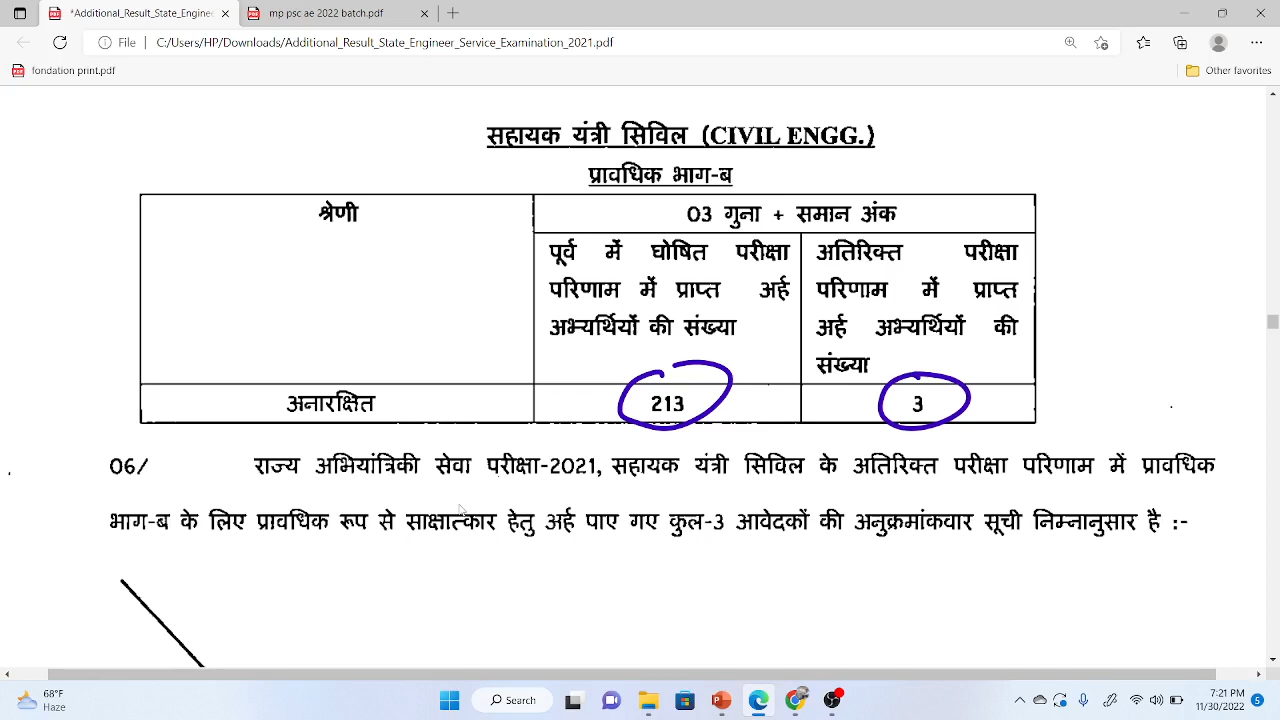 *Additional_Result_State_Engine
mp psc ae 2022 batch.pdf
File
C:/Users/HP/Downloads/Additional_Result_State_Engineer_Service_Examination_2021.pdf
fondation print.pdf
Other favorites
सहायक यंत्री सिविल (CIVIL ENGG.)
प्रावधिक भाग-ब
श्रेणी
03 गुना + समान अंक
पूर्व में घोषित परीक्षा
परिणाम में प्राप्त अर्ह
अभ्यर्थियों की संख्या
अतिरिक्त परीक्षा
परिणाम में प्राप्त
अर्ह अभ्यर्थियों की
संख्या
अनारक्षित 213 3
06/ राज्य अभियांत्रिकी सेवा परीक्षा-2021, सहायक यंत्री सिविल के अतिरिक्त परीक्षा परिणाम में प्रावधिक
भाग-ब के लिए प्रावधिक रूप से साक्षात्कार हेतु अर्ह पाए गए कुल-3 आवेदकों की अनुक्रमांकवार सूची निम्नानुसार है :-
68°F
Haze
Search
7:21 PM
11/30/2022
5